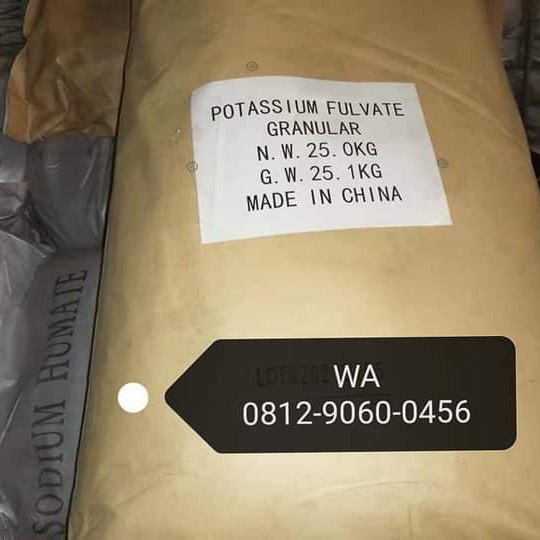 POTASSIUM FULVATE
GRANULAR
N.W.25.0KG
G.W.25.1KG
MADE IN CHINA
SODIUM HUMATE
WA
0812-9060-0456